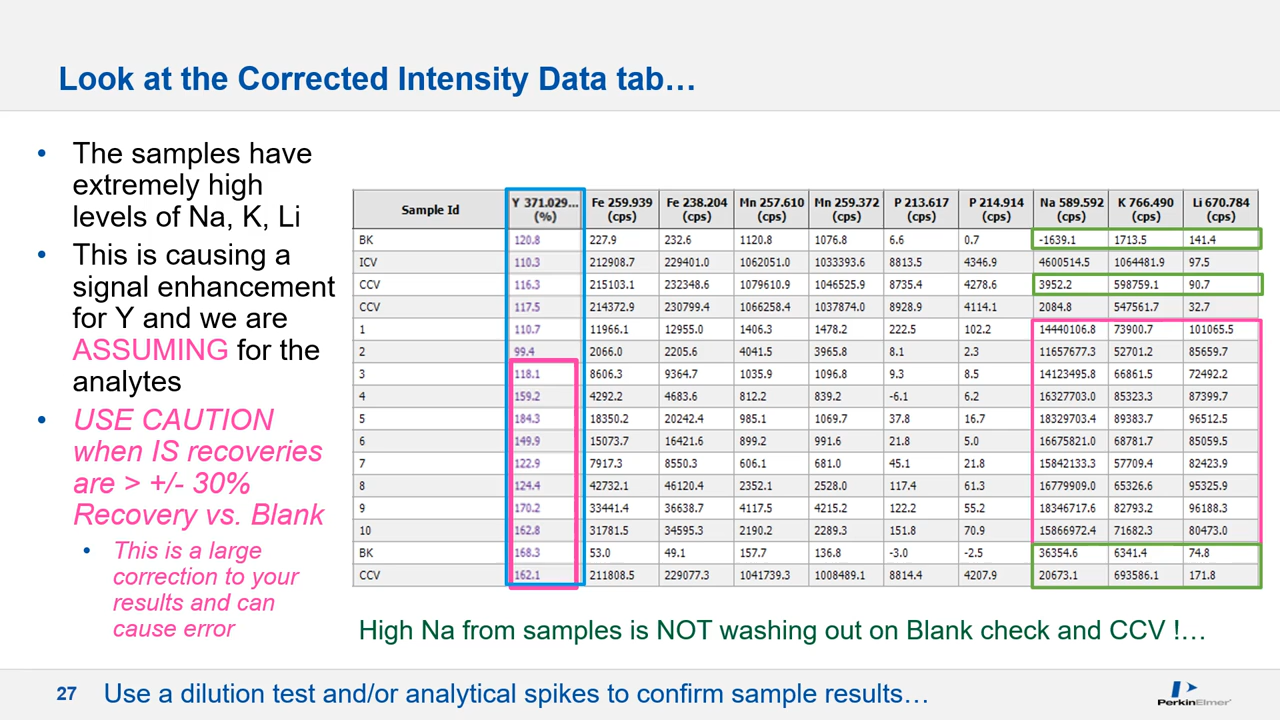 Look at the Corrected Intensity Data tab…
• The samples have
extremely high
levels of Na, K, Li
• This is causing a
signal enhancement
for Y and we are
ASSUMING for the
analytes
• USE CAUTION
when IS recoveries
are > +/- 30%
Recovery vs. Blank
• This is a large
correction to your
results and can
cause error
Sample Id Y 371.029... (%) Fe 259.939 (cps) Fe 238.204 (cps) Mn 257.610 (cps) Mn 259.372 (cps) P 213.617 (cps) P 214.914 (cps) Na 589.592 (cps) K 766.490 (cps) Li 670.784 (cps)
BK 120.8 227.9 232.6 1120.8 1076.8 6.6 0.7 -1639.1 1713.5 141.4
ICV 110.3 212908.7 229401.0 1062051.0 1033393.6 8813.5 4346.9 4600514.5 1064481.9 97.5
CCV 116.3 215103.1 232348.6 1079610.9 1046525.9 8735.4 4278.6 3952.2 598759.1 90.7
CCV 117.5 214372.9 230799.4 1066258.4 1037874.0 8928.9 4114.1 2084.8 547561.7 32.7
1 110.7 11966.1 12955.0 1406.3 1478.2 222.5 102.2 14440106.8 73900.7 101065.5
2 99.4 2066.0 2205.6 4041.5 3965.8 8.1 2.3 11657677.3 52701.2 85659.7
3 118.1 8606.3 9364.7 1035.9 1096.8 9.3 8.5 14123495.8 66861.5 72492.2
4 159.2 4292.2 4683.6 812.2 839.2 -6.1 6.2 16327703.0 85323.3 87399.7
5 184.3 18350.2 20242.4 985.1 1069.7 37.8 16.7 18329703.4 89383.7 96512.5
6 149.9 15073.7 16421.6 899.2 991.6 21.8 5.0 16675821.0 68781.7 85059.5
7 122.9 7917.3 8550.3 606.1 681.0 45.1 21.8 15842133.3 57709.4 82423.9
8 124.4 42732.1 46120.4 2352.1 2528.0 117.4 61.3 16779909.0 65326.6 95325.9
9 170.2 33441.4 36638.7 4117.5 4215.2 122.2 55.2 18346717.6 82793.2 96188.3
10 162.8 31781.5 34595.3 2190.2 2289.3 151.8 70.9 15866972.4 71682.3 80473.0
BK 168.3 53.0 49.1 157.7 136.8 -3.0 -2.5 36354.6 6341.4 74.8
CCV 162.1 211808.5 229077.3 1041739.3 1008489.1 8814.4 4207.9 20673.1 693586.1 171.8
High Na from samples is NOT washing out on Blank check and CCV !…
27 Use a dilution test and/or analytical spikes to confirm sample results…
PerkinElmer